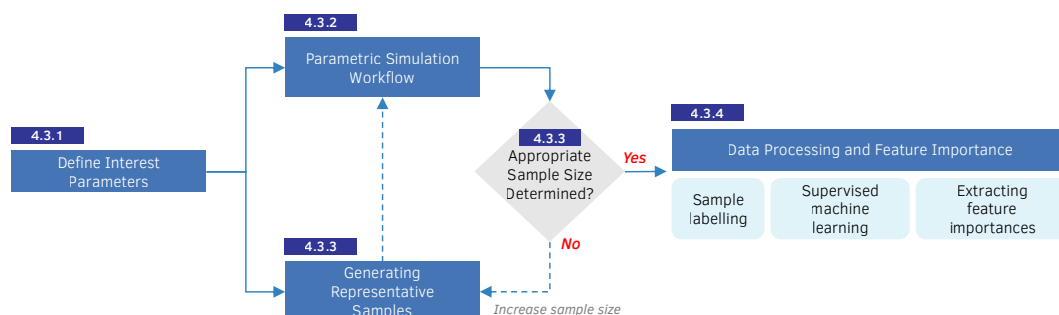 4.3.1
Define Interest
Parameters
4.3.2
Parametric Simulation
Workflow
4.3.3
Generating
Representative
Samples
4.3.3
Appropriate
Sample Size
Determined?
Yes
No
Increase sample size
4.3.4
Data Processing and Feature Importance
Sample
labelling
Supervised
machine
learning
Extracting
feature
importances